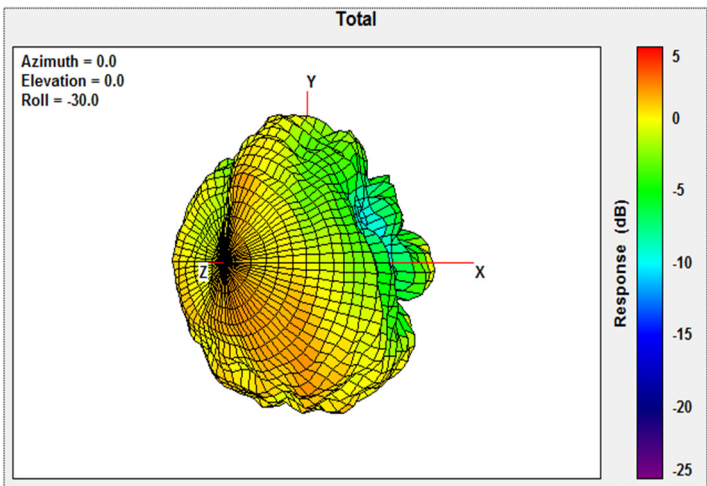 Total
Azimuth = 0.0
Elevation = 0.0
Roll = -30.0
Y
Z
X
5
0
-5
-10
-15
-20
-25
Response (dB)